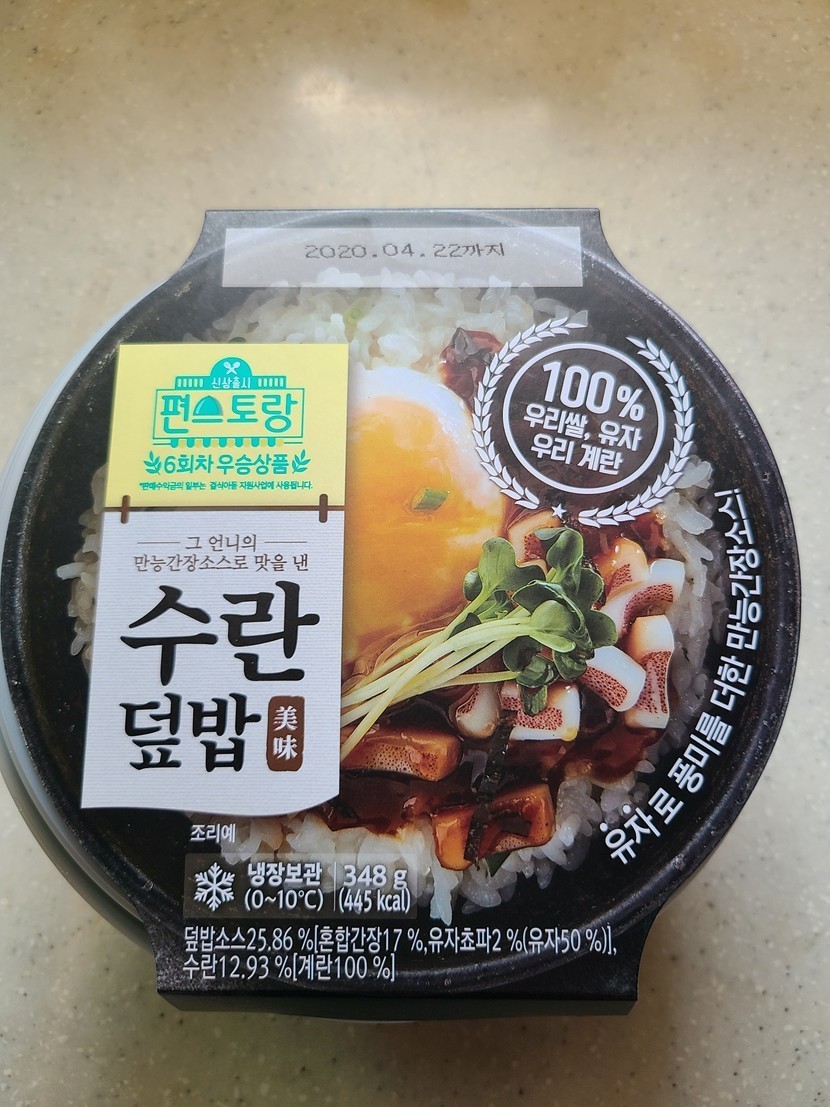 2020.04.22까지
신상출시
편스토랑
6회차 우승상품
*판매수익금의 일부는 결식아동 지원사업에 사용됩니다.
그 언니의
만능간장소스로 맛을 낸
수란
덮밥
美味
100%
우리쌀, 유자
우리 계란
유자로 풍미를 더한 만능간장소스!
조리예
냉장보관
(0~10℃)
348 g
(445 kcal)
덮밥소스25.86 %[혼합간장17 %,유자쵸파2 %(유자50 %)],
수란12.93 %[계란100 %]